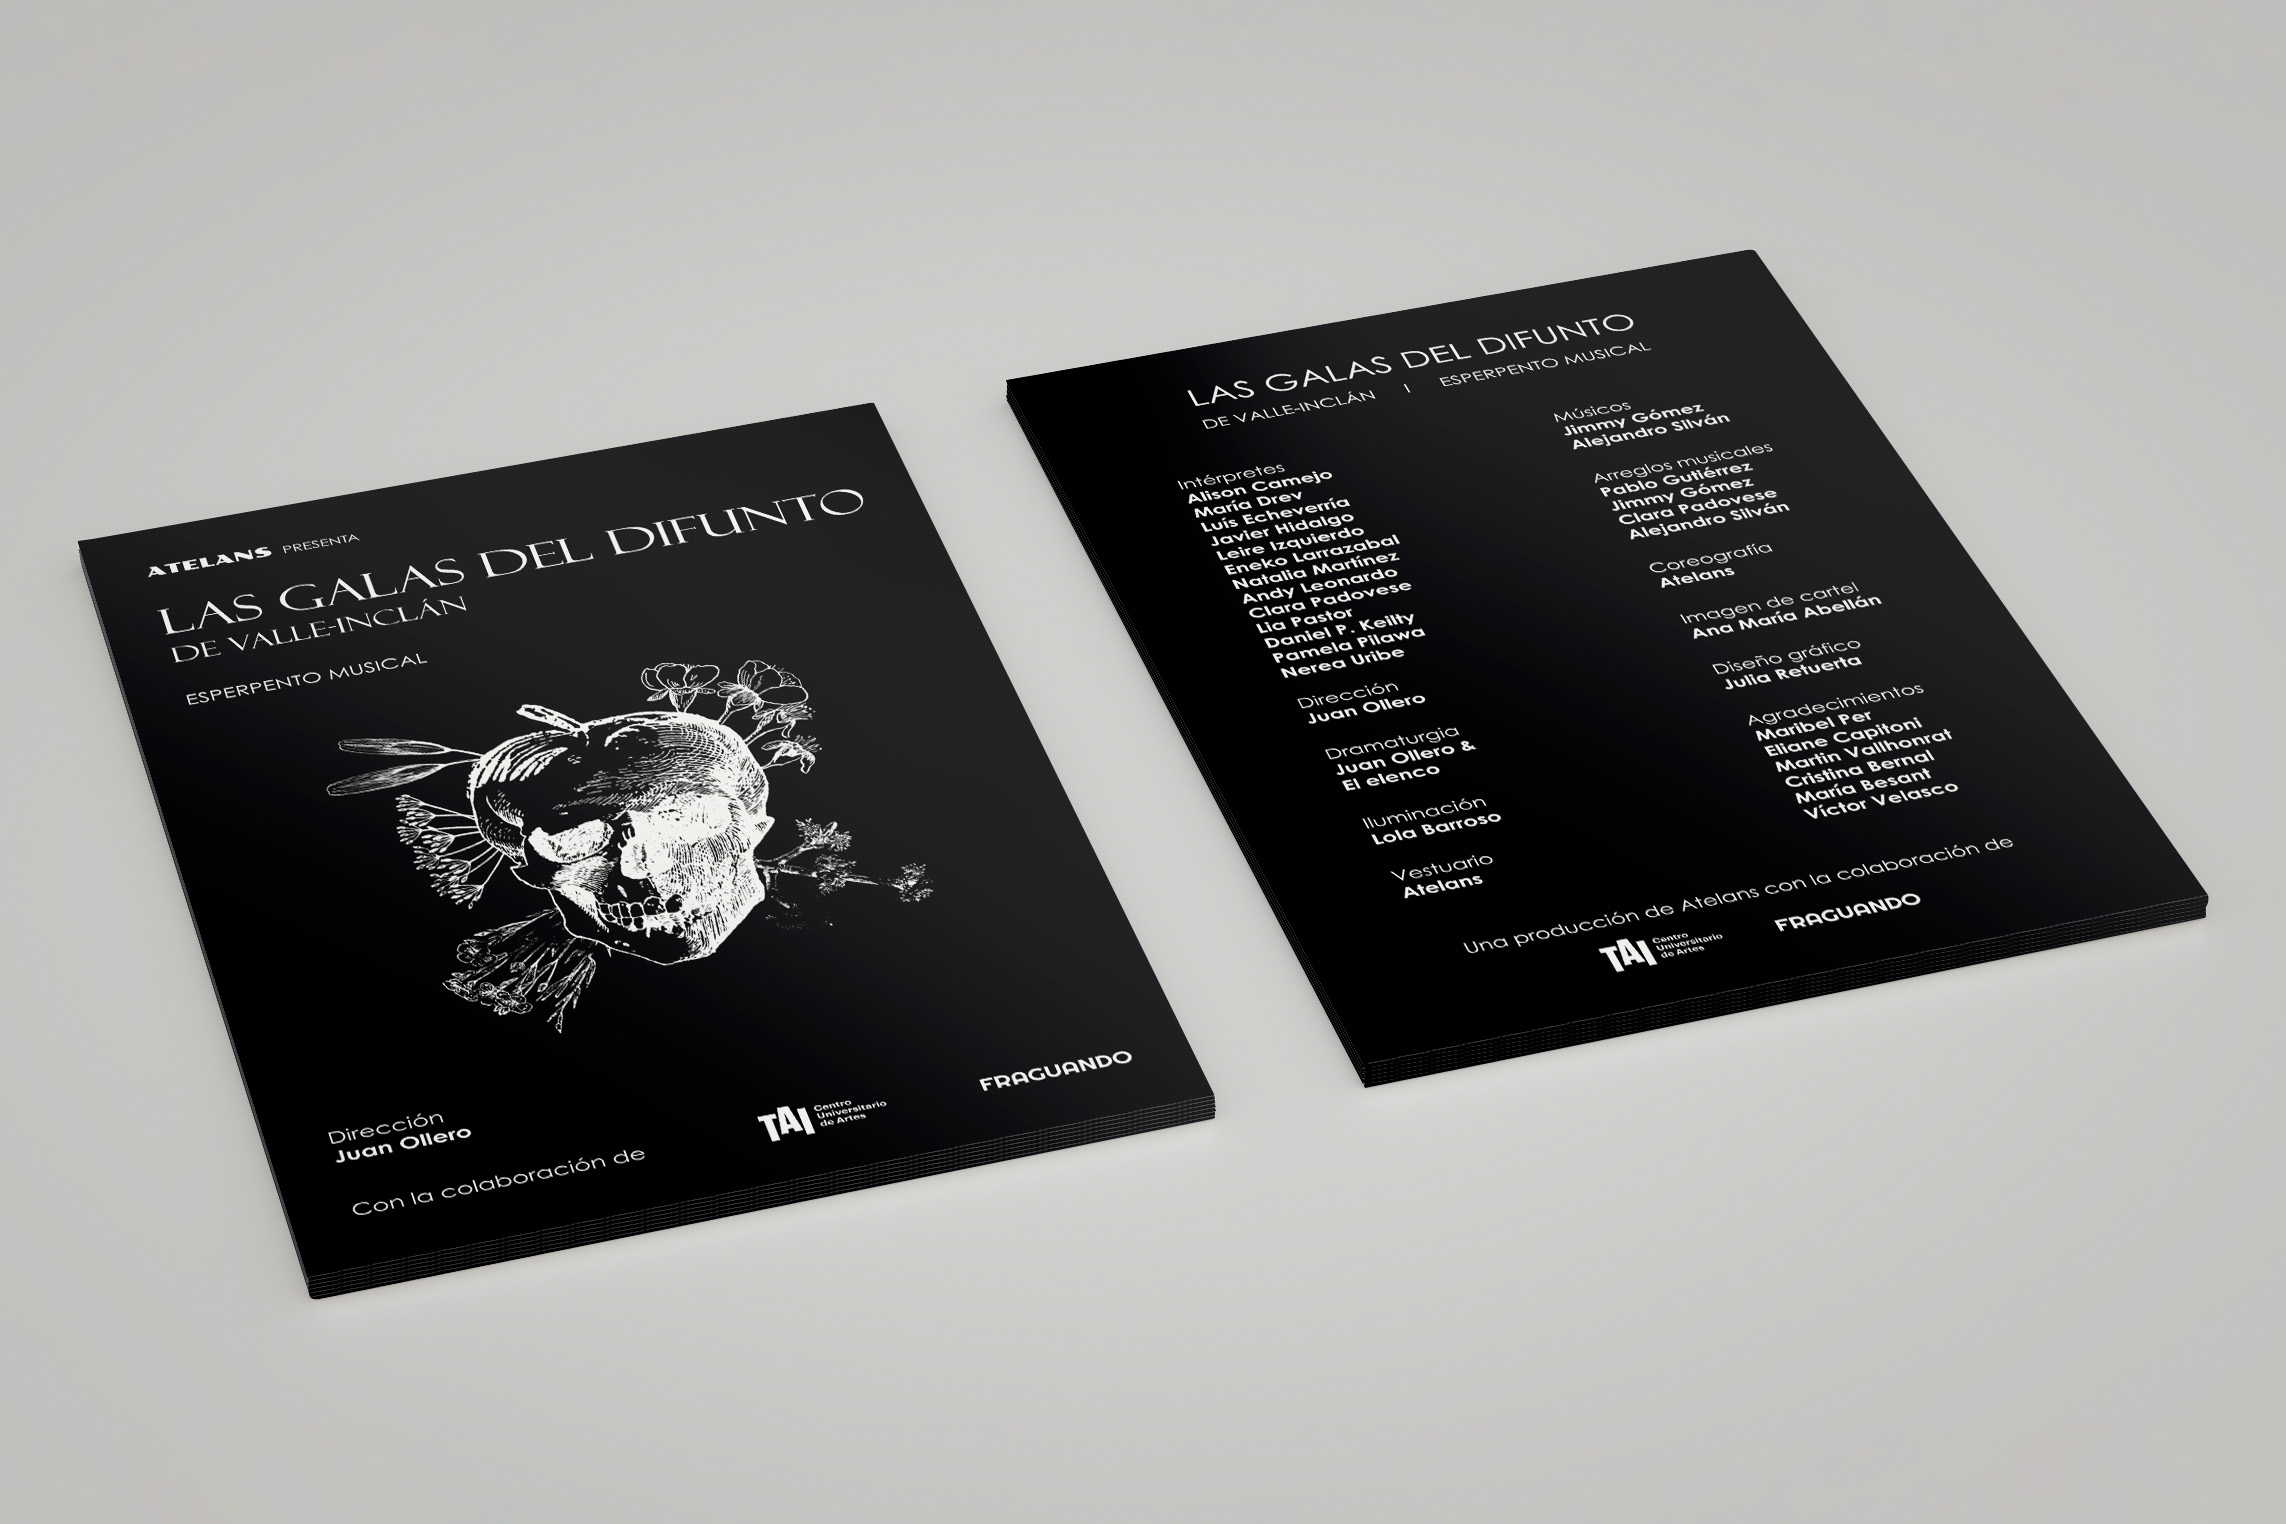 ATELANS PRESENTA
LAS GALAS DEL DIFUNTO
DE VALLE-INCLÁN
ESPERPENTO MUSICAL
Dirección
Juan Ollero
Con la colaboración de
TAI Centro
Universitario
de Artes
FRAGUANDO
LAS GALAS DEL DIFUNTO
DE VALLE-INCLÁN | ESPERPENTO MUSICAL
Intérpretes
Alison Camejo
María Drev
Luís Echeverría
Javier Hidalgo
Leire Izquierdo
Eneko Larrazabal
Natalia Martínez
Andy Leonardo
Clara Padovese
Lia Pastor
Daniel P. Keilty
Pamela Pilawa
Nerea Uribe
Dirección
Juan Ollero
Dramaturgia
Juan Ollero &
El elenco
Iluminación
Lola Barroso
Vestuario
Atelans
Músicos
Jimmy Gómez
Alejandro Silván
Arreglos musicales
Pablo Gutiérrez
Jimmy Gómez
Clara Padovese
Alejandro Silván
Coreografía
Atelans
Imagen de cartel
Ana María Abellán
Diseño gráfico
Julia Retuerta
Agradecimientos
Maribel Per
Eliane Capitoni
Martin Vallhonrat
Cristina Bernal
María Besant
Víctor Velasco
Una producción de Atelans con la colaboración de
TAI Centro
Universitario
de Artes
FRAGUANDO